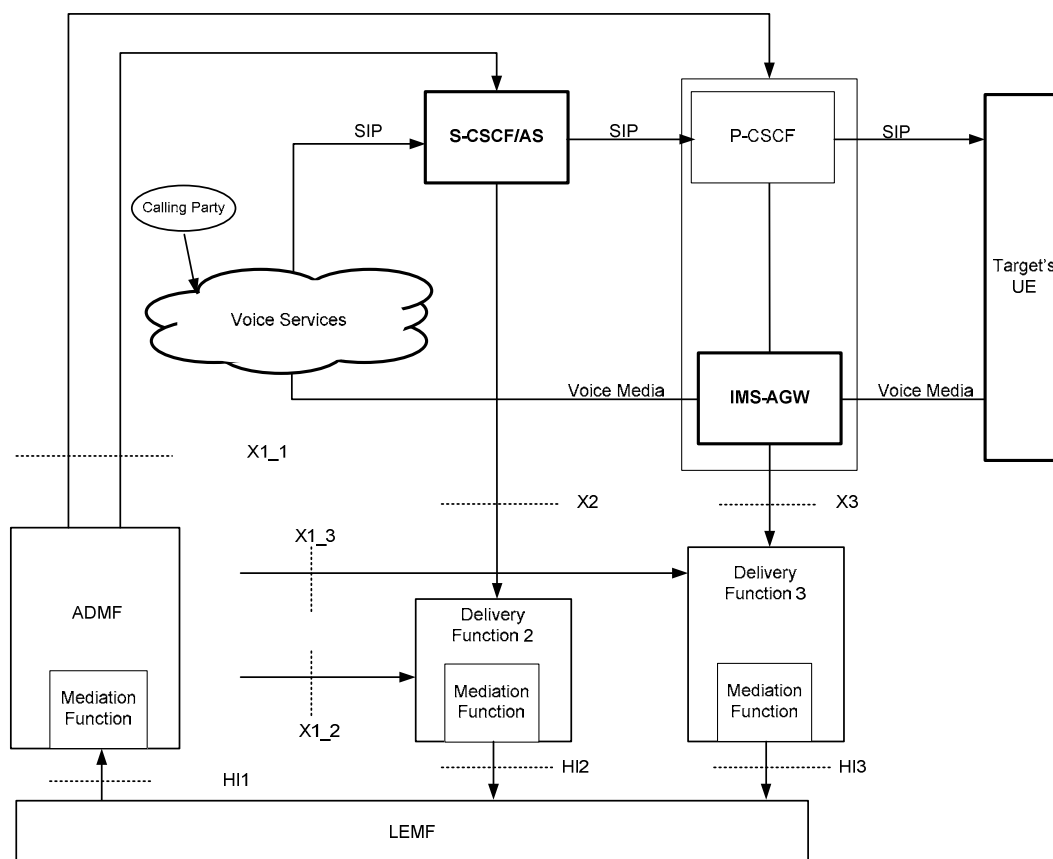 SIP
S-CSCF/AS
SIP
P-CSCF
SIP
Calling Party
Voice Services
Target's
UE
Voice Media
IMS-AGW
Voice Media
X1_1
X2
X3
X1_3
ADMF
Delivery
Function 2
Delivery
Function 3
Mediation
Function
Mediation
Function
Mediation
Function
X1_2
HI1
HI2
HI3
LEMF